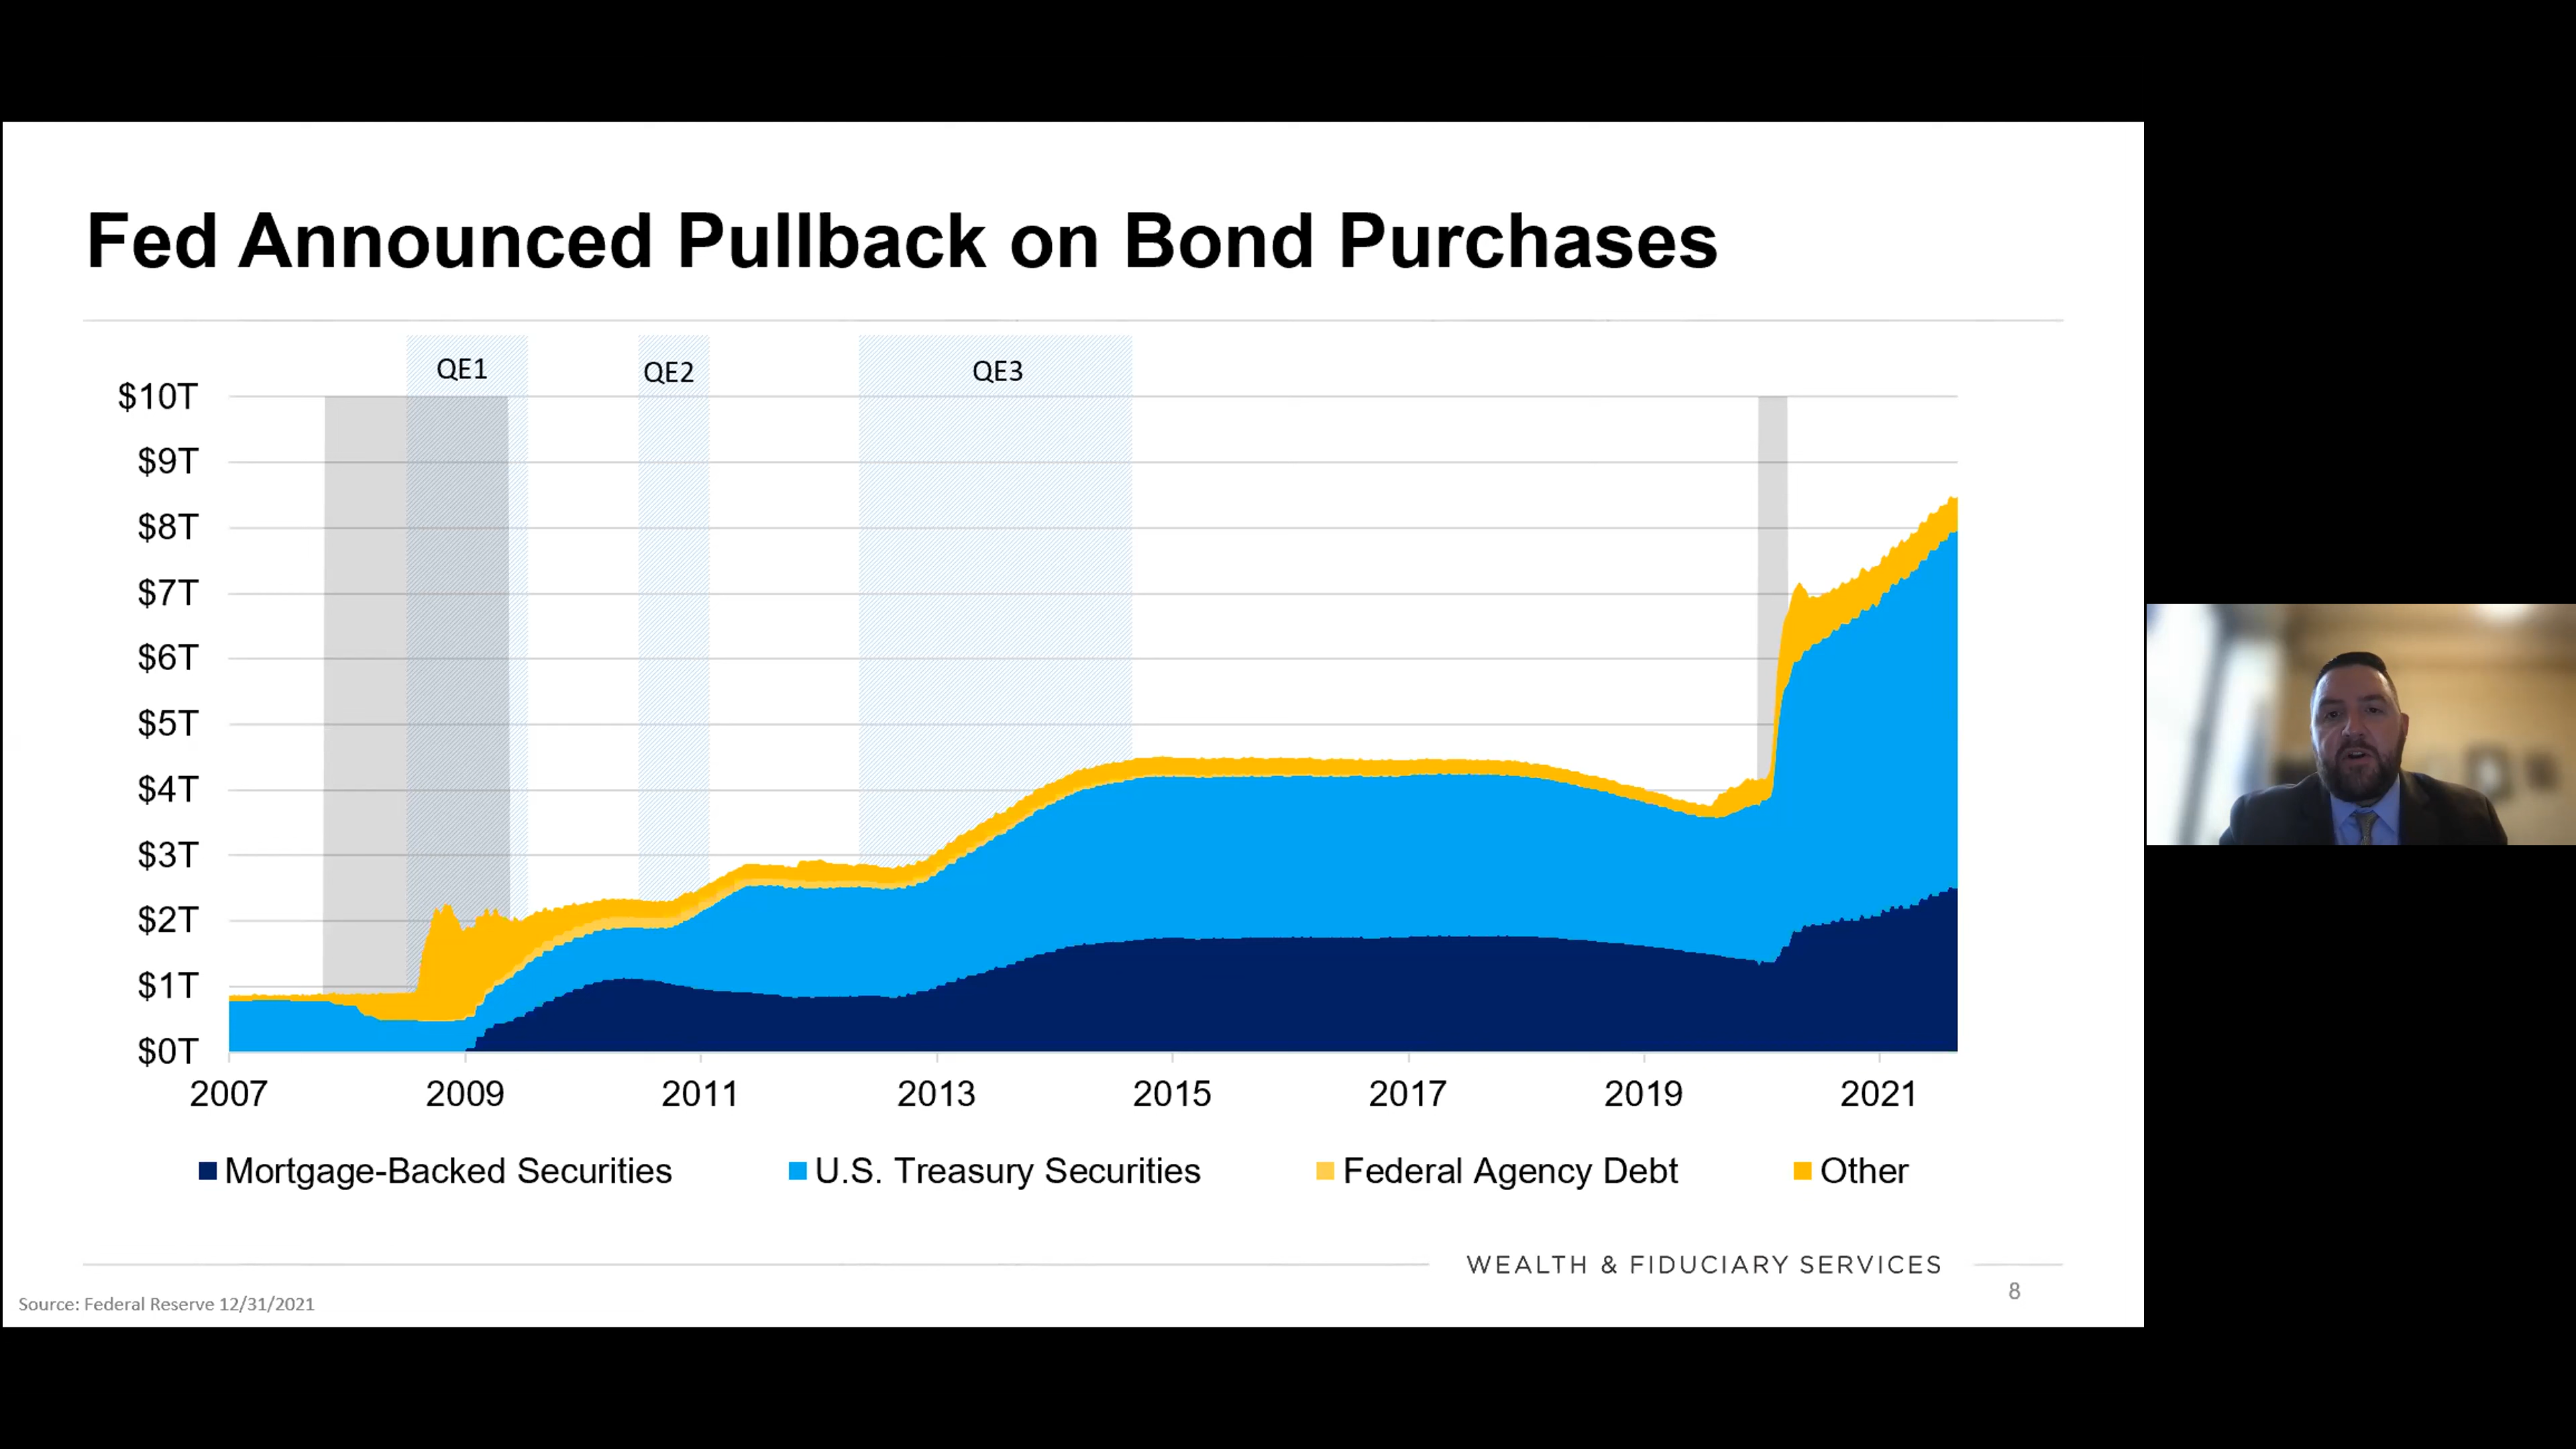 Fed Announced Pullback on Bond Purchases
QE1
QE2
QE3
$10T
$9T
$8T
$7T
$6T
$5T
$4T
$3T
$2T
$1T
$0T
2007 2009 2011 2013 2015 2017 2019 2021
Mortgage-Backed Securities U.S. Treasury Securities Federal Agency Debt Other
WEALTH & FIDUCIARY SERVICES
8
Source: Federal Reserve 12/31/2021